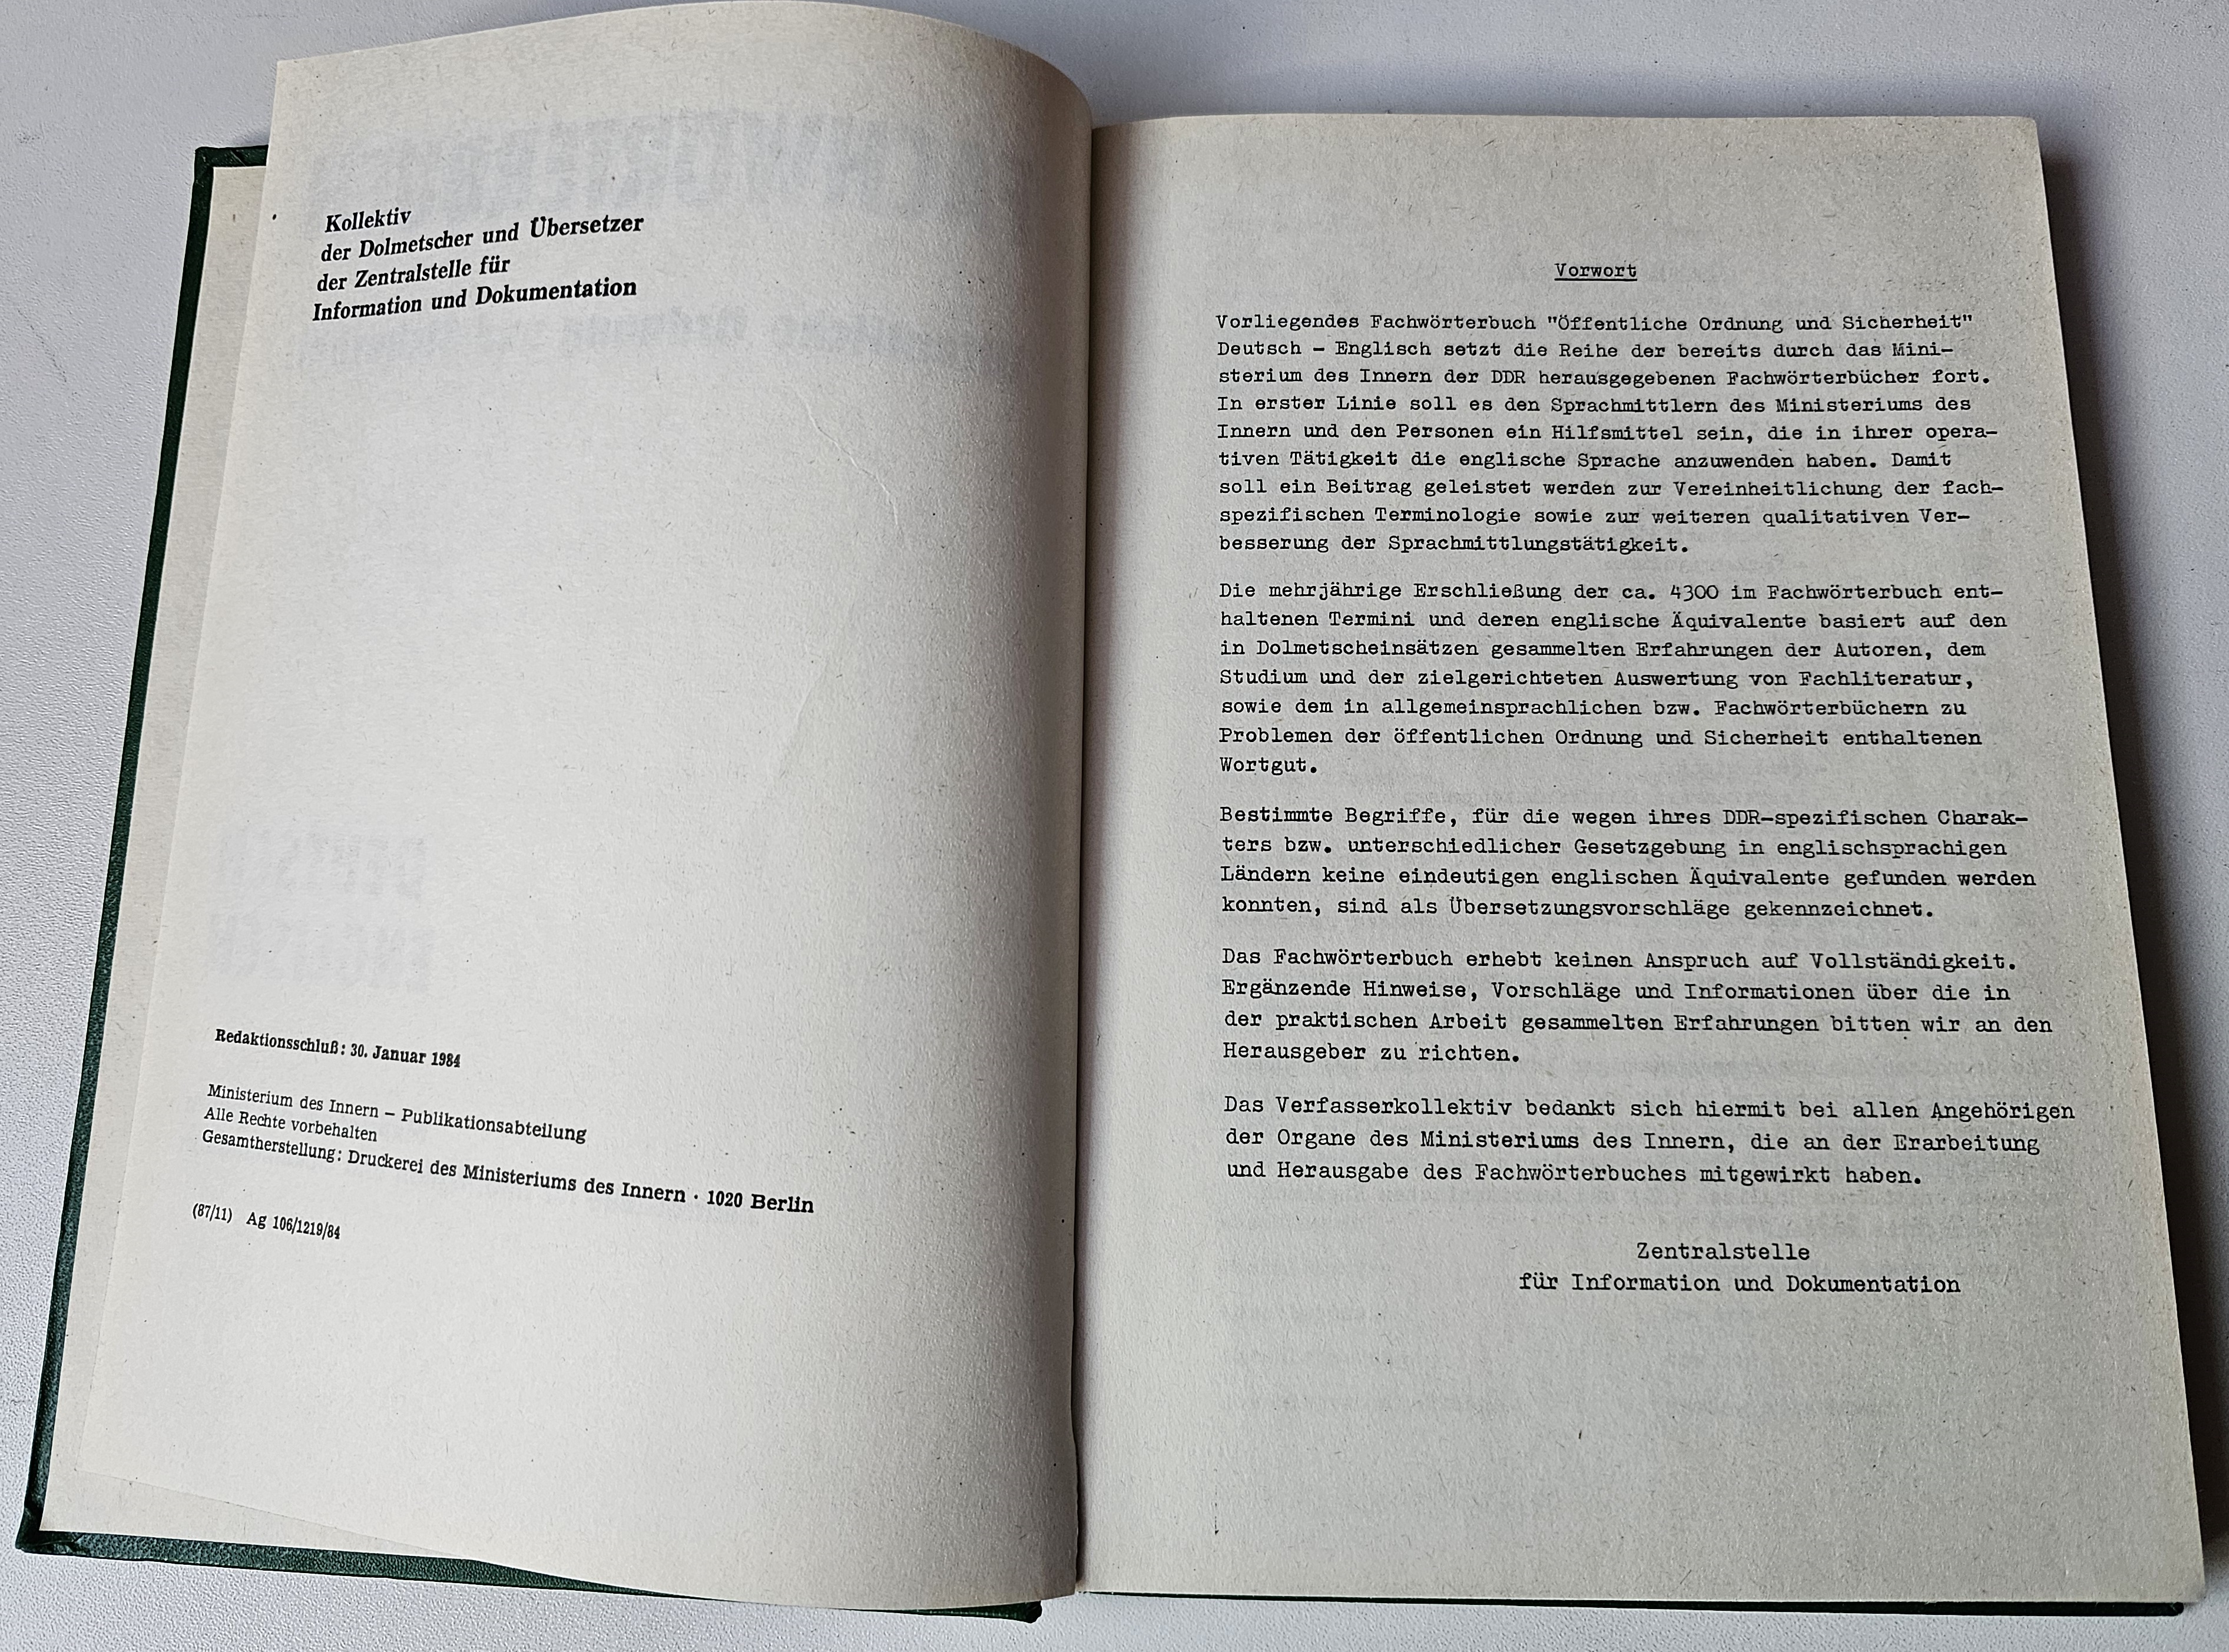 Kollektiv
der Dolmetscher und Übersetzer
der Zentralstelle für
Information und Dokumentation
Redaktionsschluß: 30. Januar 1984
Ministerium des Innern – Publikationsabteilung
Alle Rechte vorbehalten
Gesamtherstellung: Druckerei des Ministeriums des Innern · 1020 Berlin
(87/11) Ag 106/1219/84
Vorwort
Vorliegendes Fachwörterbuch "Öffentliche Ordnung und Sicherheit"
Deutsch – Englisch setzt die Reihe der bereits durch das Mini-
sterium des Innern der DDR herausgegebenen Fachwörterbücher fort.
In erster Linie soll es den Sprachmittlern des Ministeriums des
Innern und den Personen ein Hilfsmittel sein, die in ihrer opera-
tiven Tätigkeit die englische Sprache anzuwenden haben. Damit
soll ein Beitrag geleistet werden zur Vereinheitlichung der fach-
spezifischen Terminologie sowie zur weiteren qualitativen Ver-
besserung der Sprachmittlungstätigkeit.
Die mehrjährige Erschließung der ca. 4300 im Fachwörterbuch ent-
haltenen Termini und deren englische Äquivalente basiert auf den
in Dolmetscheinsätzen gesammelten Erfahrungen der Autoren, dem
Studium und der zielgerichteten Auswertung von Fachliteratur,
sowie dem in allgemeinsprachlichen bzw. Fachwörterbüchern zu
Problemen der öffentlichen Ordnung und Sicherheit enthaltenen
Wortgut.
Bestimmte Begriffe, für die wegen ihres DDR-spezifischen Charak-
ters bzw. unterschiedlicher Gesetzgebung in englischsprachigen
Ländern keine eindeutigen englischen Äquivalente gefunden werden
konnten, sind als Übersetzungsvorschläge gekennzeichnet.
Das Fachwörterbuch erhebt keinen Anspruch auf Vollständigkeit.
Ergänzende Hinweise, Vorschläge und Informationen über die in
der praktischen Arbeit gesammelten Erfahrungen bitten wir an den
Herausgeber zu richten.
Das Verfasserkollektiv bedankt sich hiermit bei allen Angehörigen
der Organe des Ministeriums des Innern, die an der Erarbeitung
und Herausgabe des Fachwörterbuches mitgewirkt haben.
Zentralstelle
für Information und Dokumentation